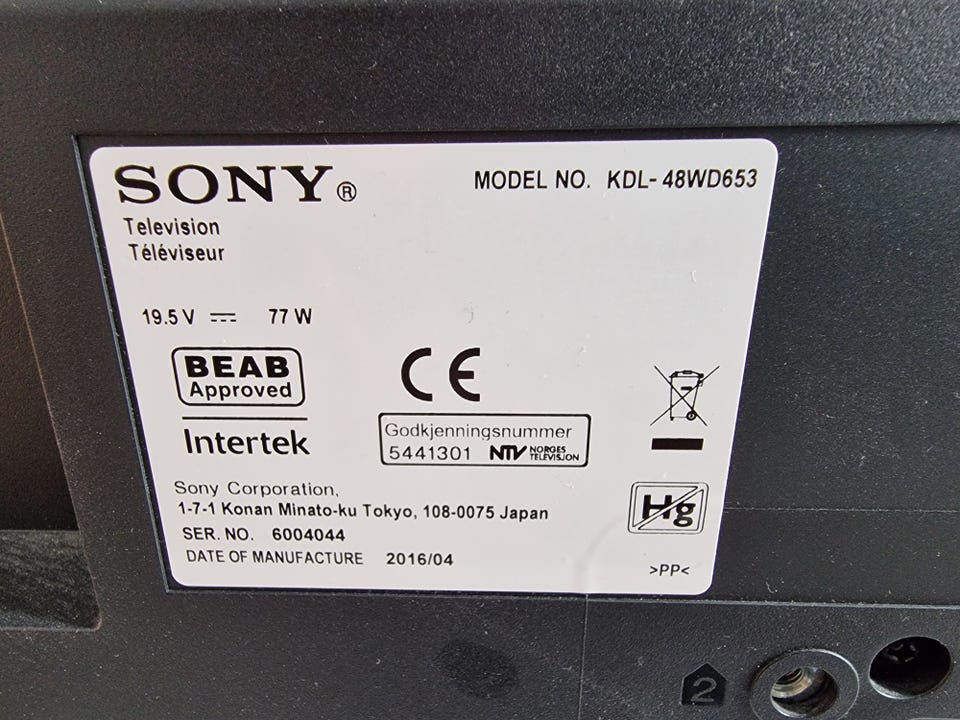 SONY®
MODEL NO. KDL-48WD653
Television
Téléviseur
19.5 V ⎓ 77 W
BEAB
Approved
Intertek
CE
Godkjenningsnummer
5441301 NTV NORGES
TELEVISJON
Hg
Sony Corporation,
1-7-1 Konan Minato-ku Tokyo, 108-0075 Japan
SER. NO. 6004044
DATE OF MANUFACTURE 2016/04
>PP<
2